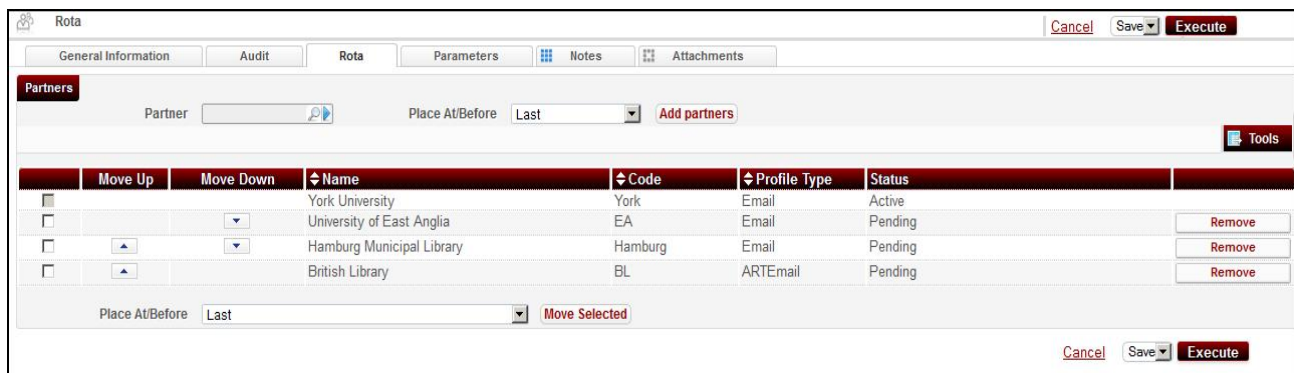 Rota
Cancel Save Execute
General Information Audit Rota Parameters Notes Attachments
Partners
Partner Place At/Before Last Add partners
Tools
Move Up Move Down Name Code Profile Type Status
York University York Email Active
University of East Anglia EA Email Pending Remove
Hamburg Municipal Library Hamburg Email Pending Remove
British Library BL ARTEmail Pending Remove
Place At/Before Last Move Selected
Cancel Save Execute